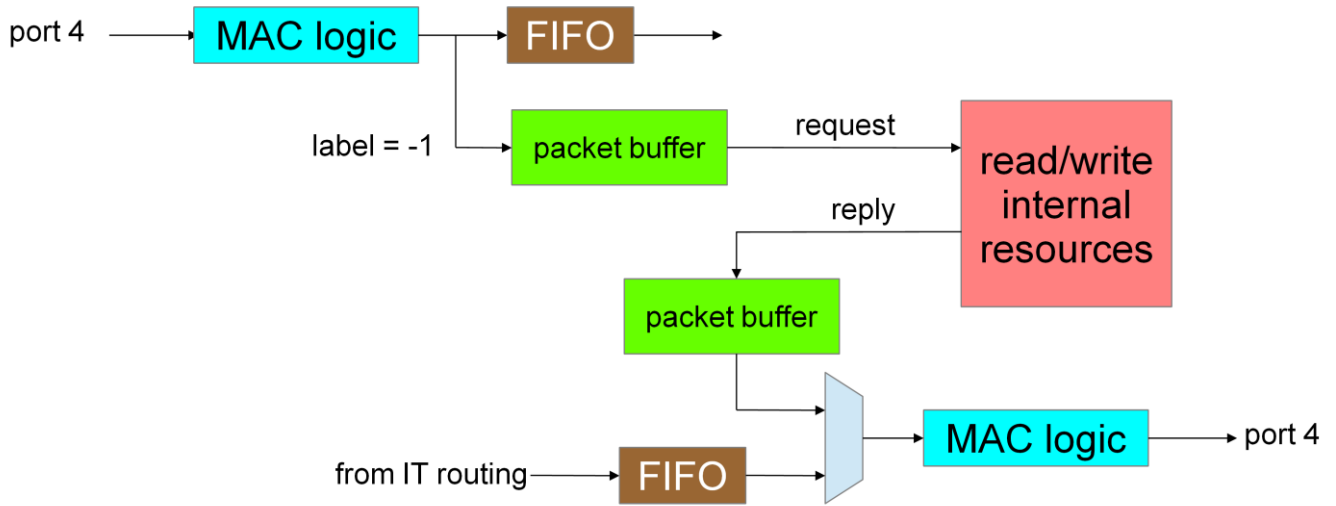 port 4
MAC logic
FIFO
label = -1
packet buffer
request
read/write
internal
resources
reply
packet buffer
from IT routing
FIFO
MAC logic
port 4